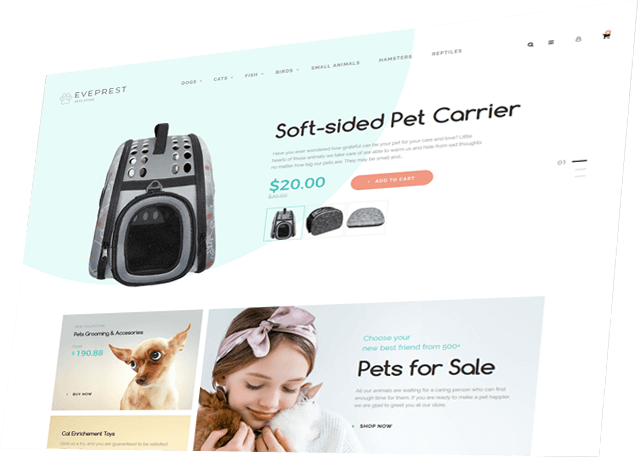 EVEPREST
PETS STORE
DOGS CATS FISH BIRDS SMALL ANIMALS HAMSTERS REPTILES
Soft-sided Pet Carrier
Have you ever wondered how grateful can be your pet for your care and love? Little
hearts of those animals we take care of are able to warm us and hide from sad thoughts
no matter how big our pets are. They may be small and...
$20.00
ADD TO CART
01
Pets Grooming & Accesories
$190.88
BUY NOW
Cat Enrichement Toys
Give us a try and you are guaranteed to be satisfied
Choose your
new best friend from 500+
Pets for Sale
All our animals are waiting for a caring person who can find
enough time for them. If you are ready to make a pet happier
we are glad to greet you at our store.
SHOP NOW